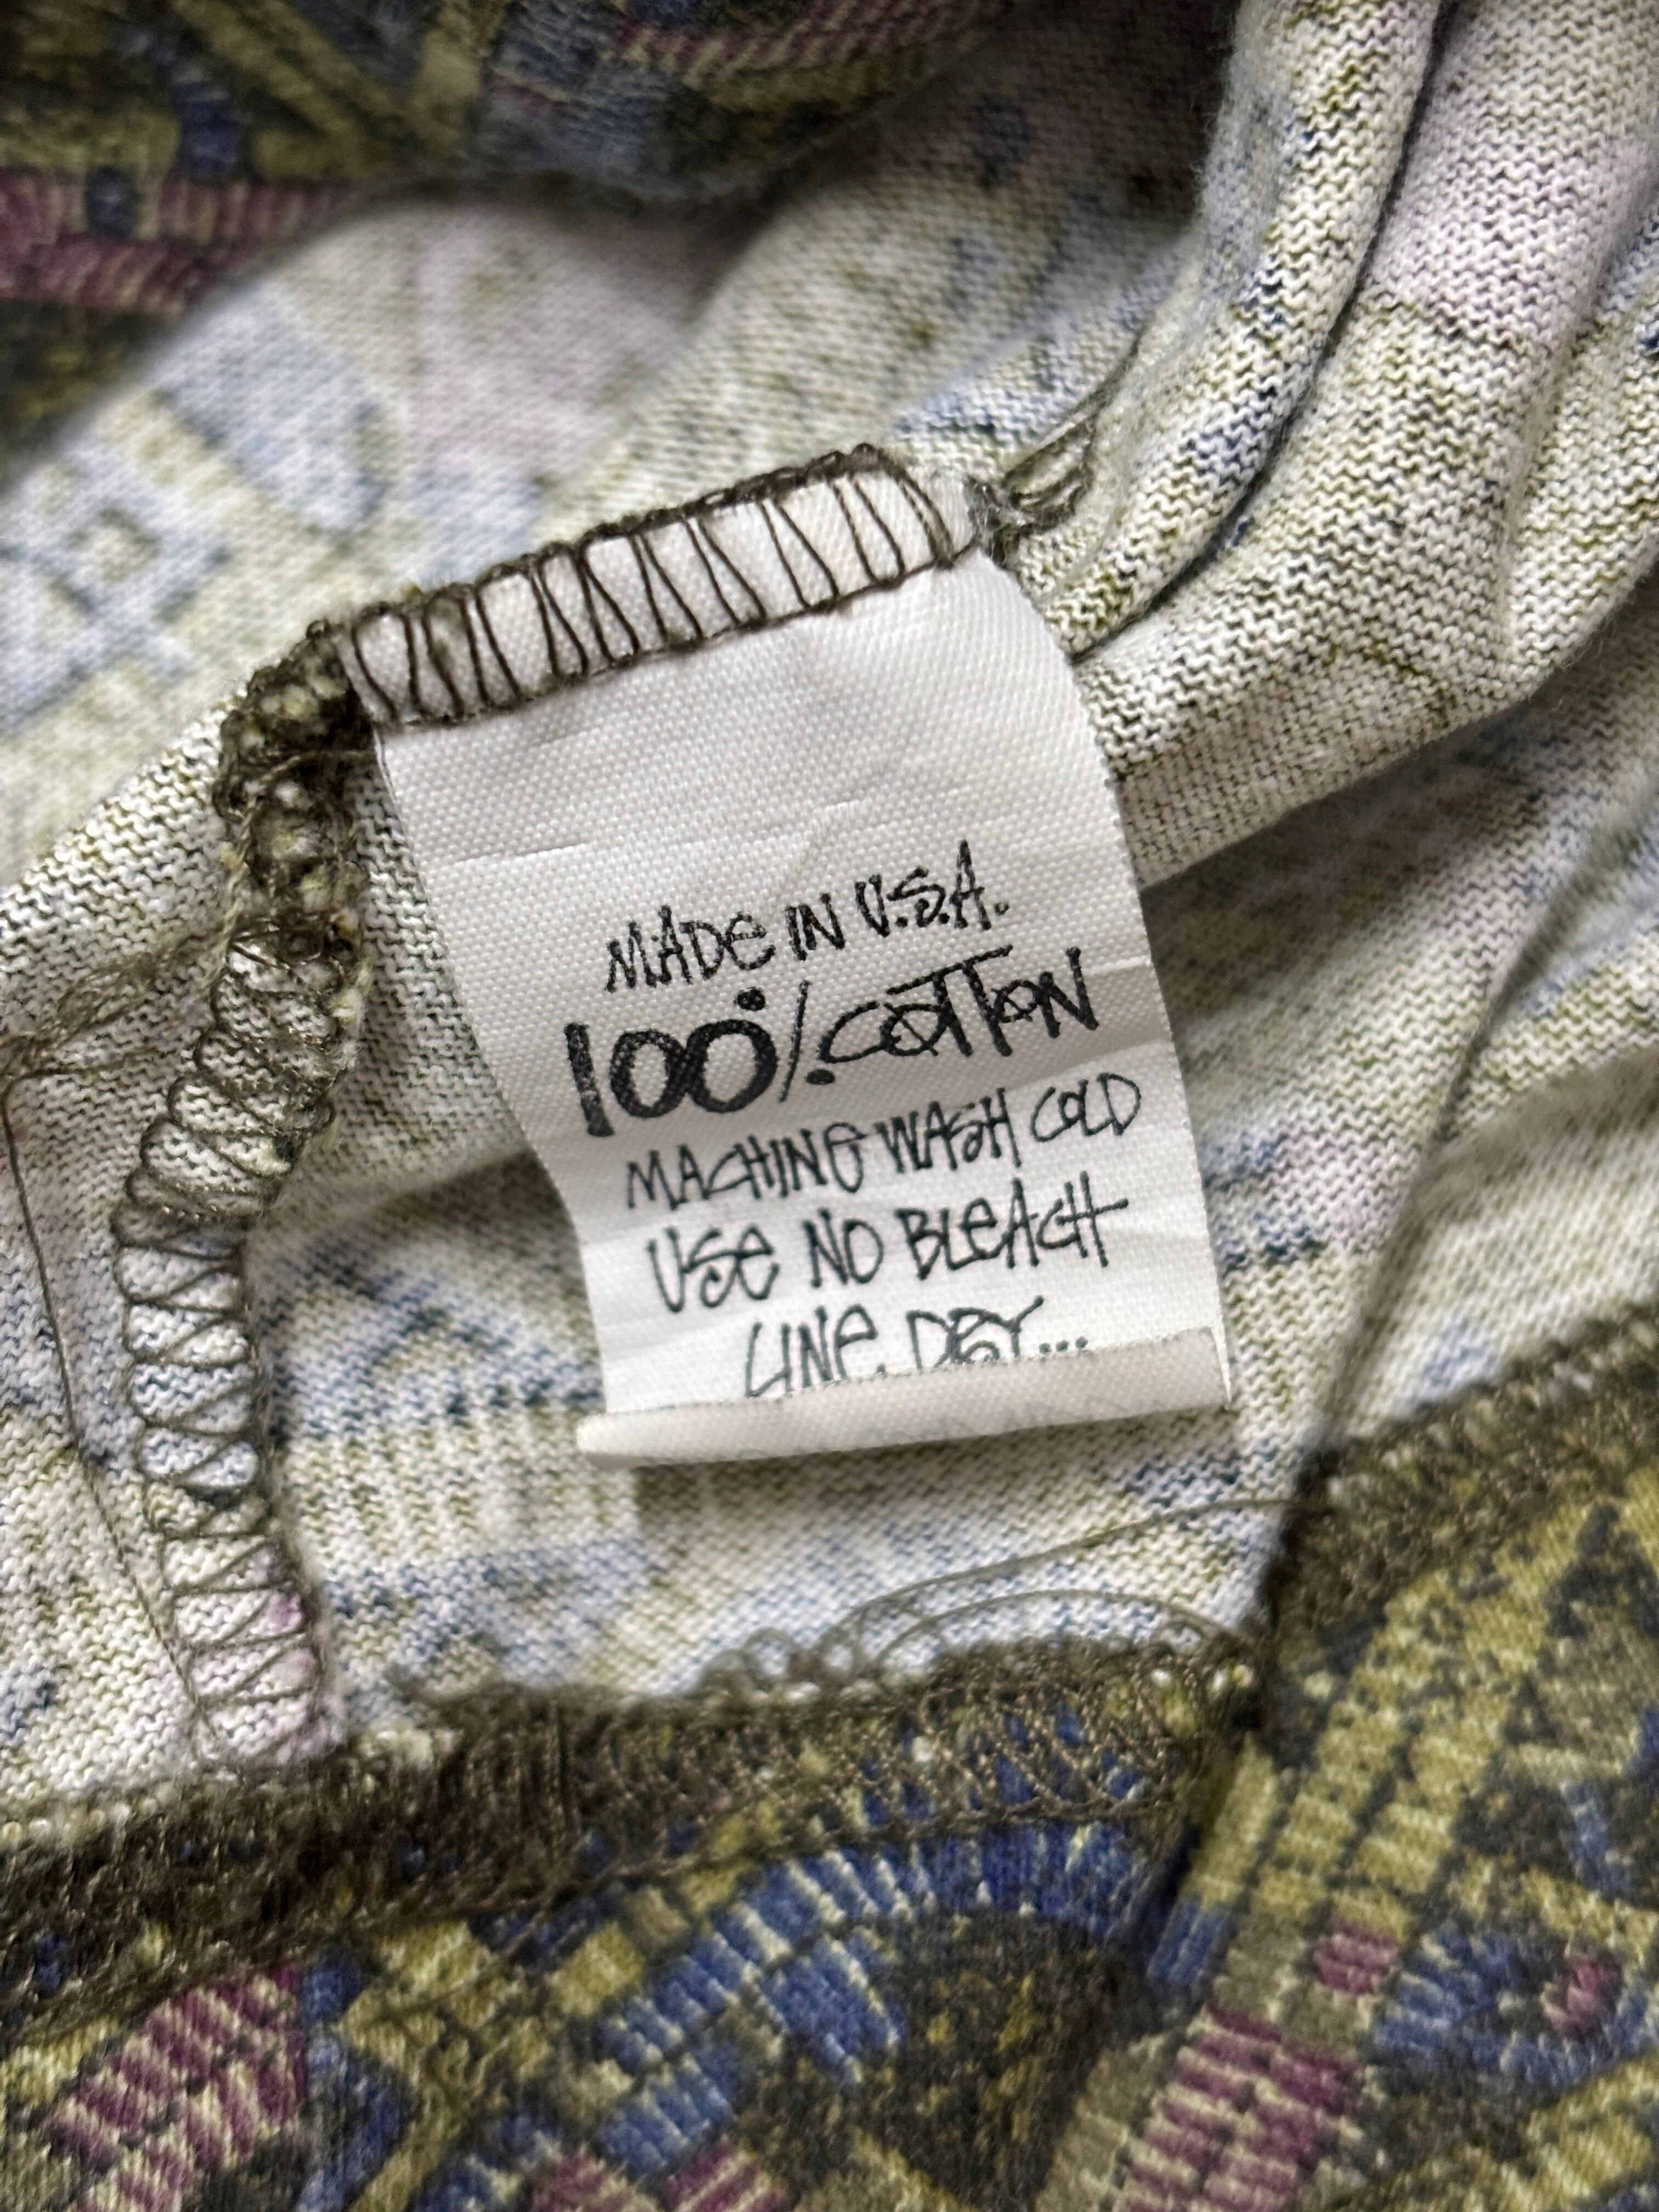 MADE IN U.S.A.
100% COTTON
MACHINE WASH COLD
USE NO BLEACH
LINE DRY...